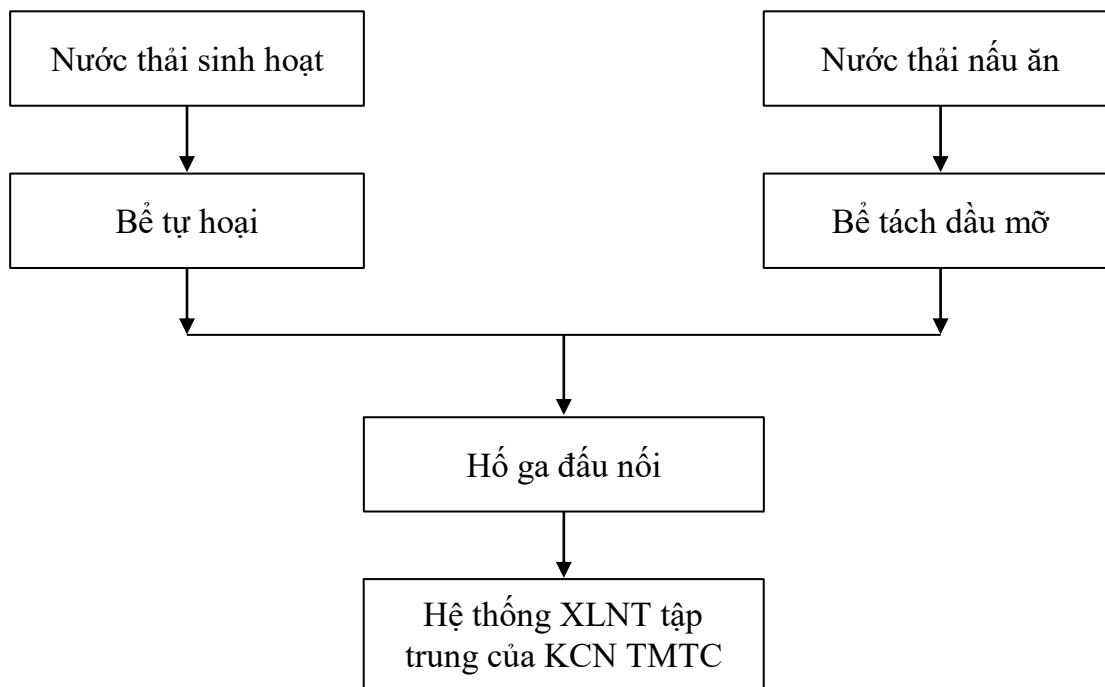 Nước thải sinh hoạt
Nước thải nấu ăn
Bể tự hoại
Bể tách dầu mỡ
Hố ga đấu nối
Hệ thống XLNT tập
trung của KCN TMTC